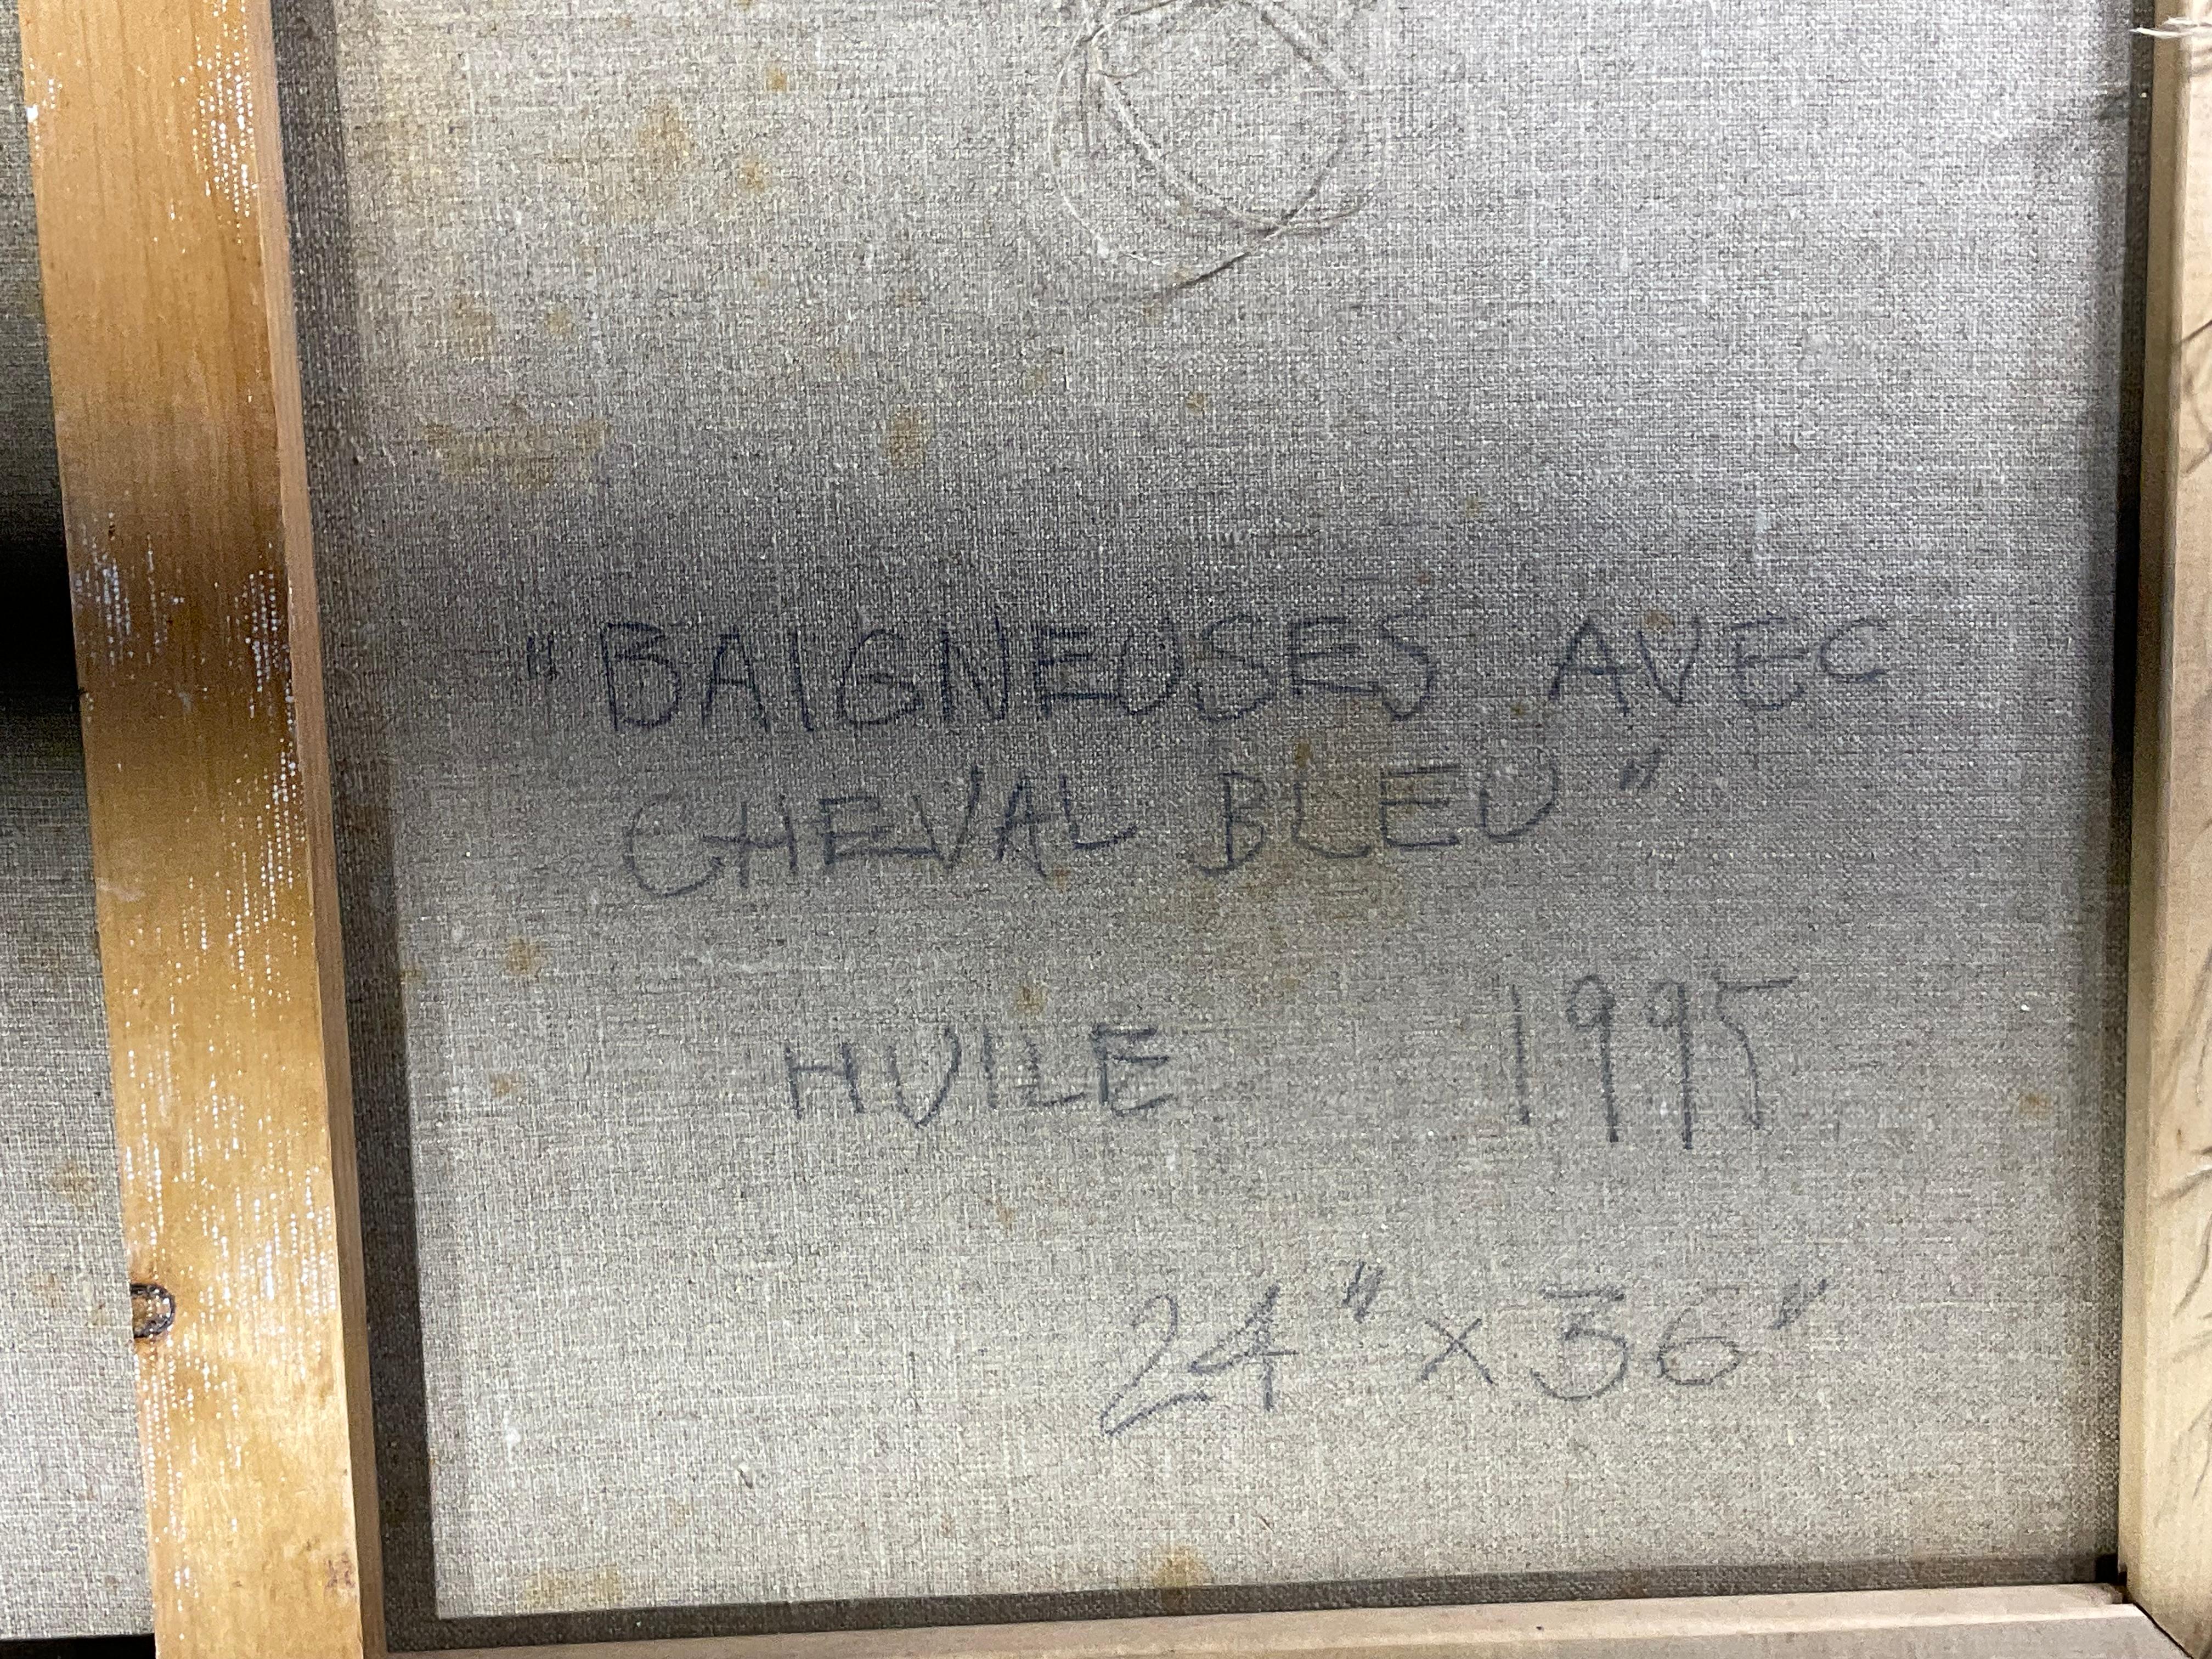 "BAIGNEUSES AVEC
CHEVAL BLEU"
HUILE 1995
24" x 36"